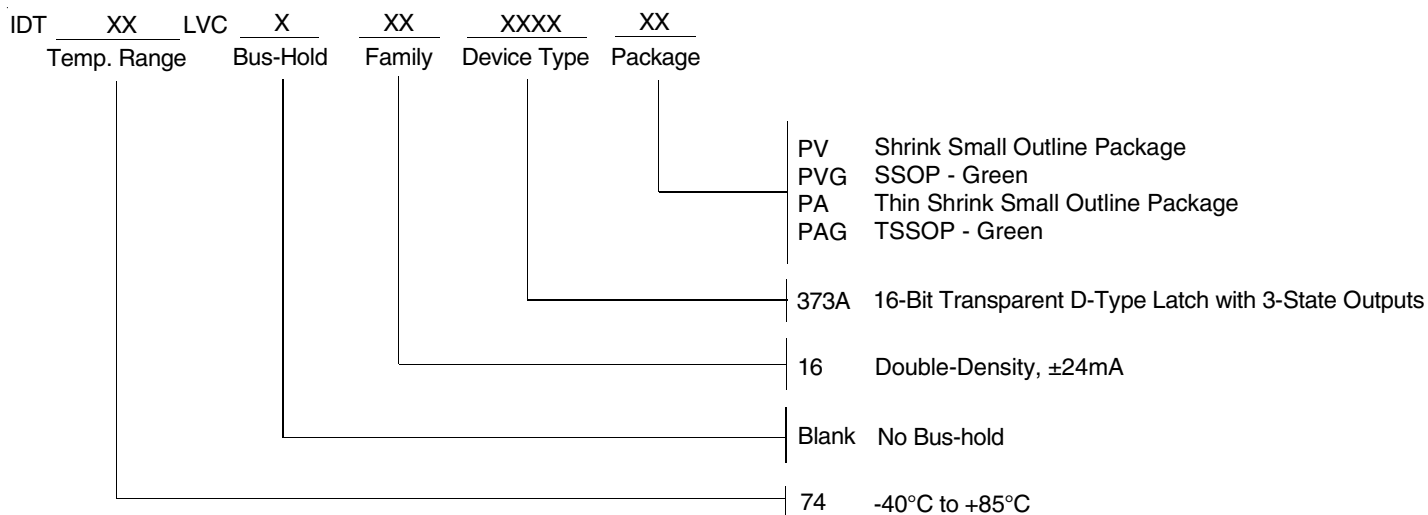 IDT XX LVC X XX XXXX XX
Temp. Range Bus-Hold Family Device Type Package
PV Shrink Small Outline Package
PVG SSOP - Green
PA Thin Shrink Small Outline Package
PAG TSSOP - Green
373A 16-Bit Transparent D-Type Latch with 3-State Outputs
16 Double-Density, ±24mA
Blank No Bus-hold
74 -40°C to +85°C